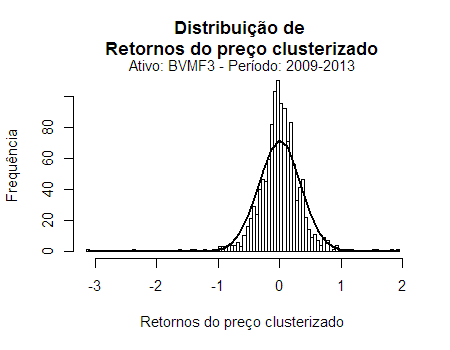 Distribuição de
Retornos do preço clusterizado
Ativo: BVMF3 - Período: 2009-2013
Frequência
80
60
40
20
0
-3 -2 -1 0 1 2
Retornos do preço clusterizado